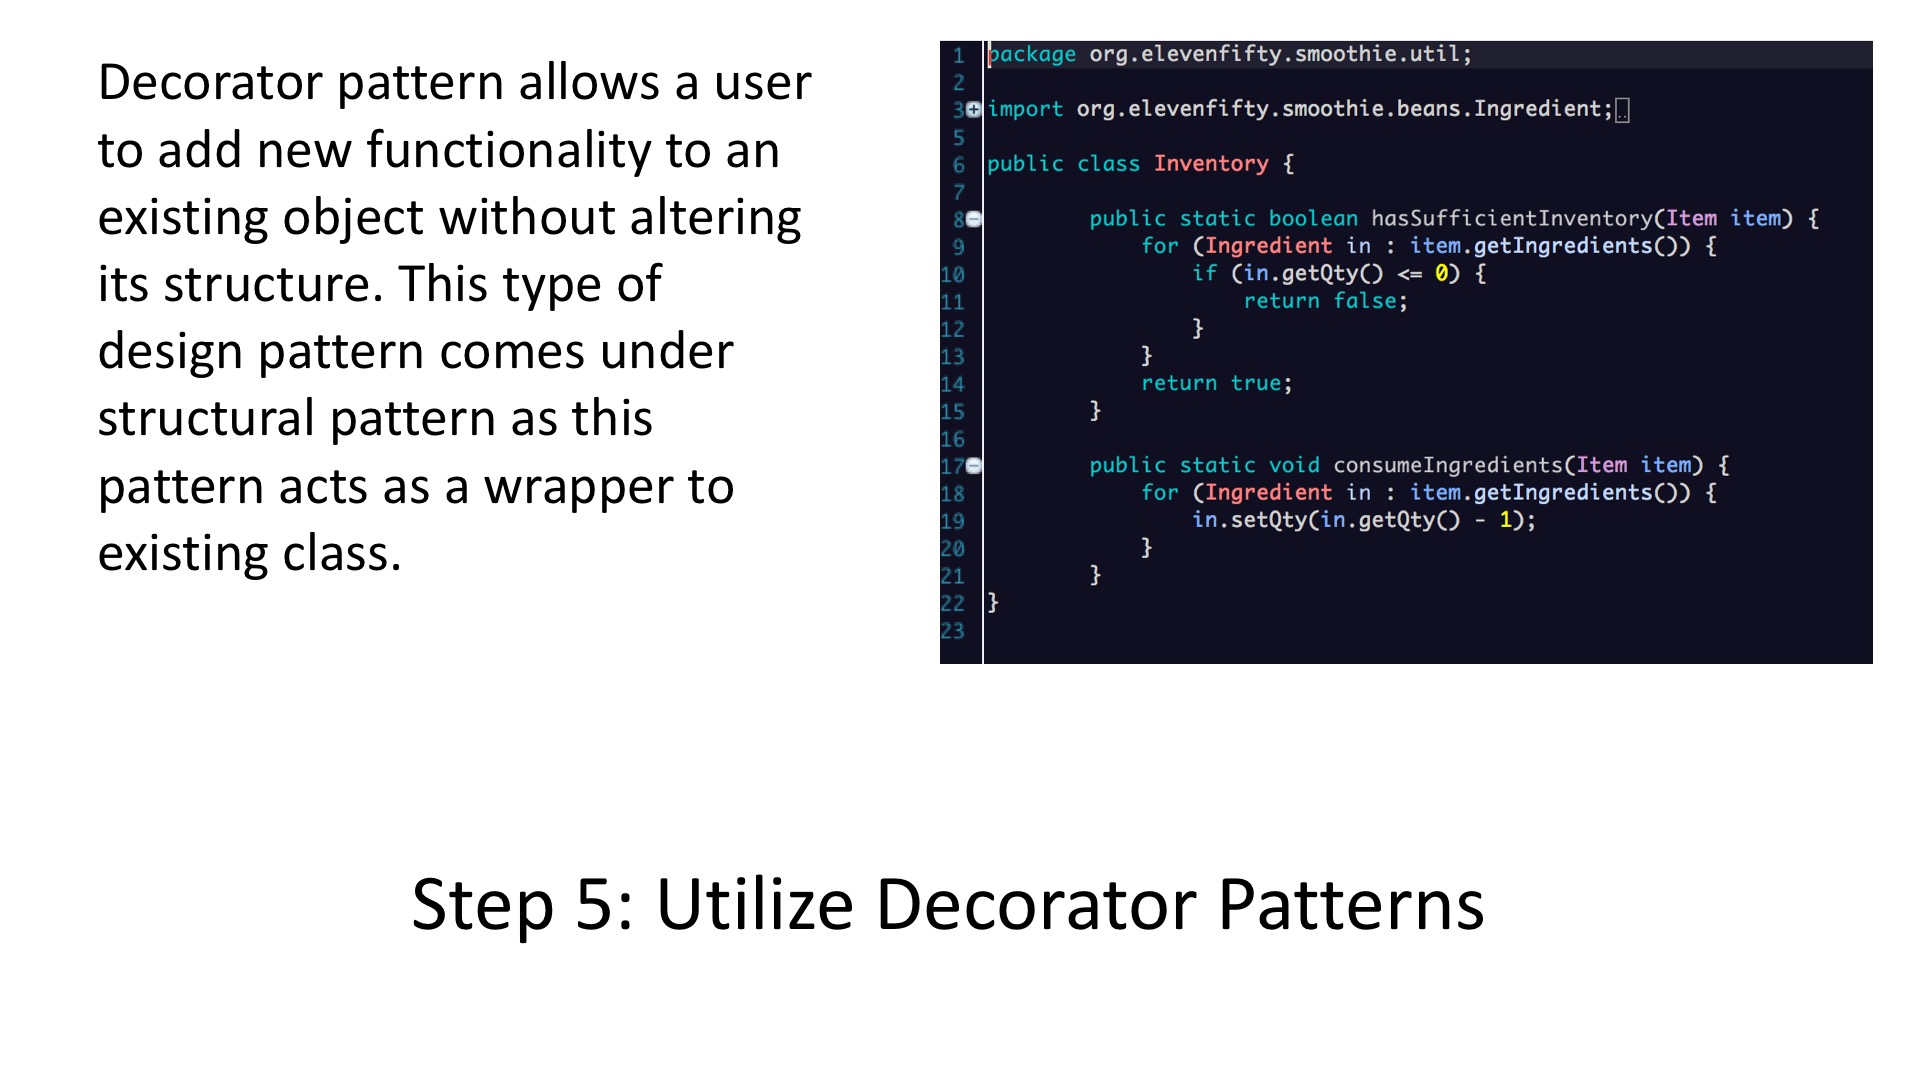 Decorator pattern allows a user
to add new functionality to an
existing object without altering
its structure. This type of
design pattern comes under
structural pattern as this
pattern acts as a wrapper to
existing class.
1 package org.elevenfifty.smoothie.util;
2
3 import org.elevenfifty.smoothie.beans.Ingredient;
5
6 public class Inventory {
7
8 public static boolean hasSufficientInventory(Item item) {
9 for (Ingredient in : item.getIngredients()) {
10 if (in.getQty() <= 0) {
11 return false;
12 }
13 }
14 return true;
15 }
16
17 public static void consumeIngredients(Item item) {
18 for (Ingredient in : item.getIngredients()) {
19 in.setQty(in.getQty() - 1);
20 }
21 }
22 }
23
Step 5: Utilize Decorator Patterns